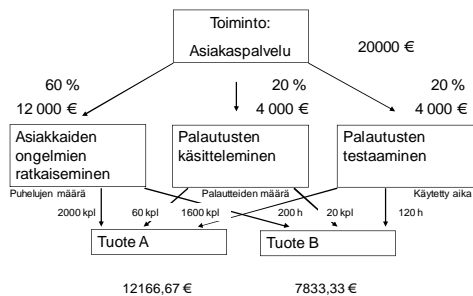 Toiminto:
Asiakaspalvelu
20000 €
60 %
20 %
20 %
12 000 €
4 000 €
4 000 €
Asiakkaiden
ongelmien
ratkaiseminen
Palautusten
käsitteleminen
Palautusten
testaaminen
Puhelujen määrä
Palautteiden määrä
Käytetty aika
2000 kpl
60 kpl
1600 kpl
200 h
20 kpl
120 h
Tuote A
Tuote B
12166,67 €
7833,33 €